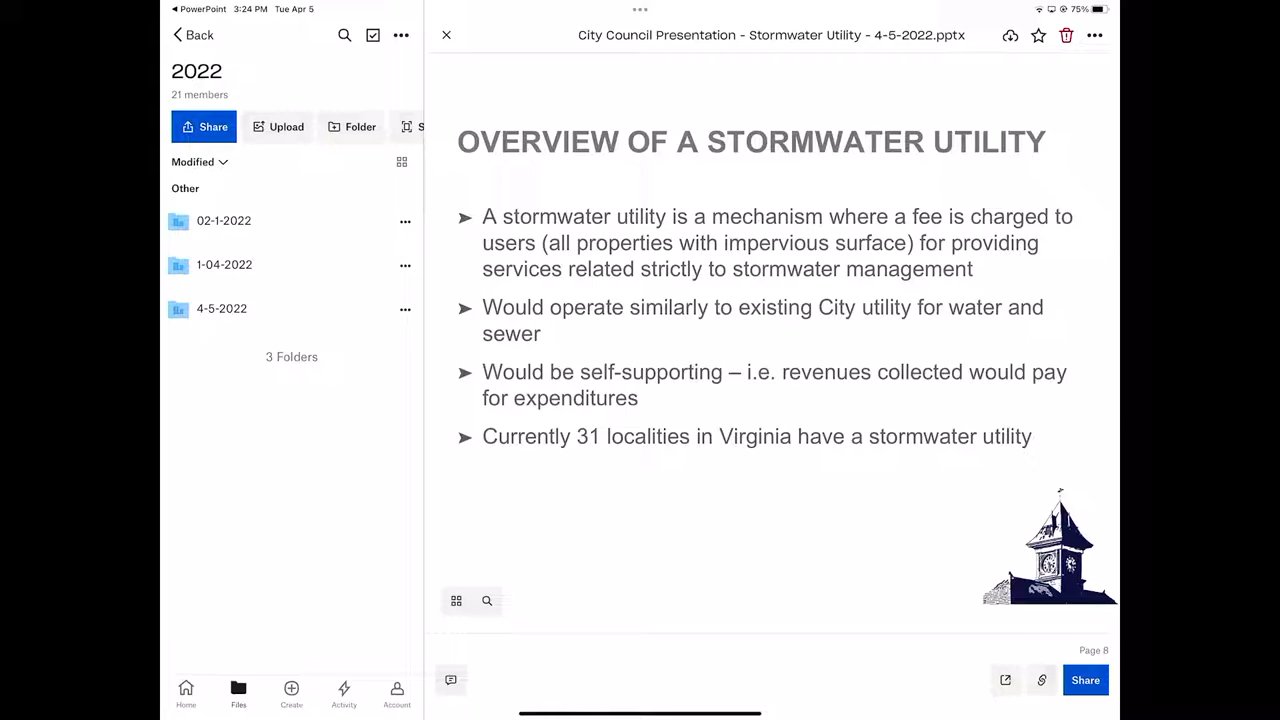 PowerPoint 3:24 PM Tue Apr 5
75%
Back
2022
21 members
Share
Upload
Folder
S
Modified
Other
02-1-2022
1-04-2022
4-5-2022
3 Folders
Home
Files
Create
Activity
Account
City Council Presentation - Stormwater Utility - 4-5-2022.pptx
OVERVIEW OF A STORMWATER UTILITY
➤ A stormwater utility is a mechanism where a fee is charged to
users (all properties with impervious surface) for providing
services related strictly to stormwater management
➤ Would operate similarly to existing City utility for water and
sewer
➤ Would be self-supporting – i.e. revenues collected would pay
for expenditures
➤ Currently 31 localities in Virginia have a stormwater utility
Page 8
Share